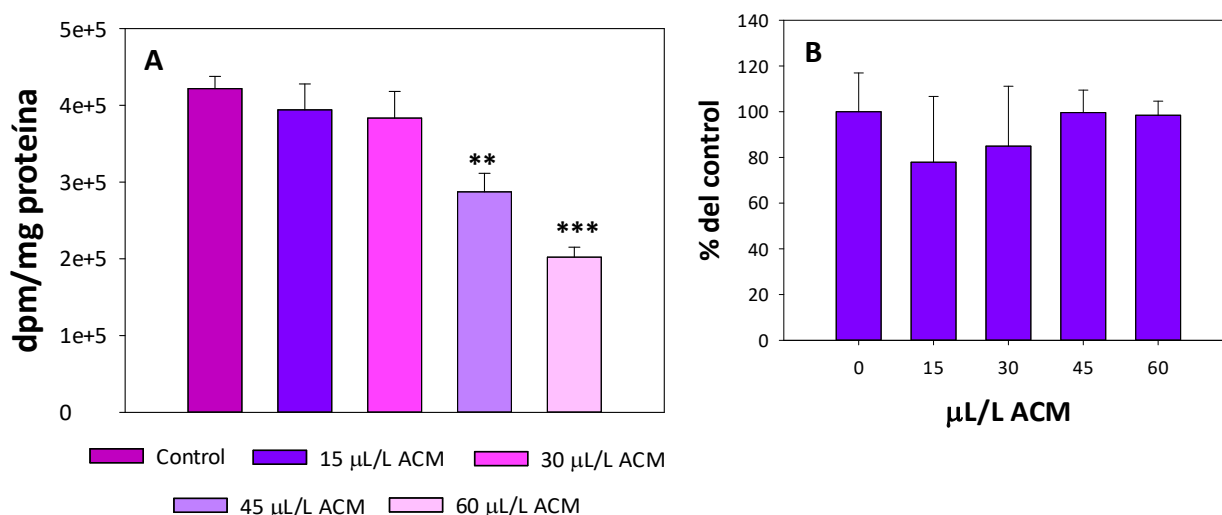 A
dpm/mg proteína
5e+5
4e+5
3e+5
2e+5
1e+5
0
**
***
Control
15 μL/L ACM
30 μL/L ACM
45 μL/L ACM
60 μL/L ACM
B
% del control
140
120
100
80
60
40
20
0
0 15 30 45 60
μL/L ACM